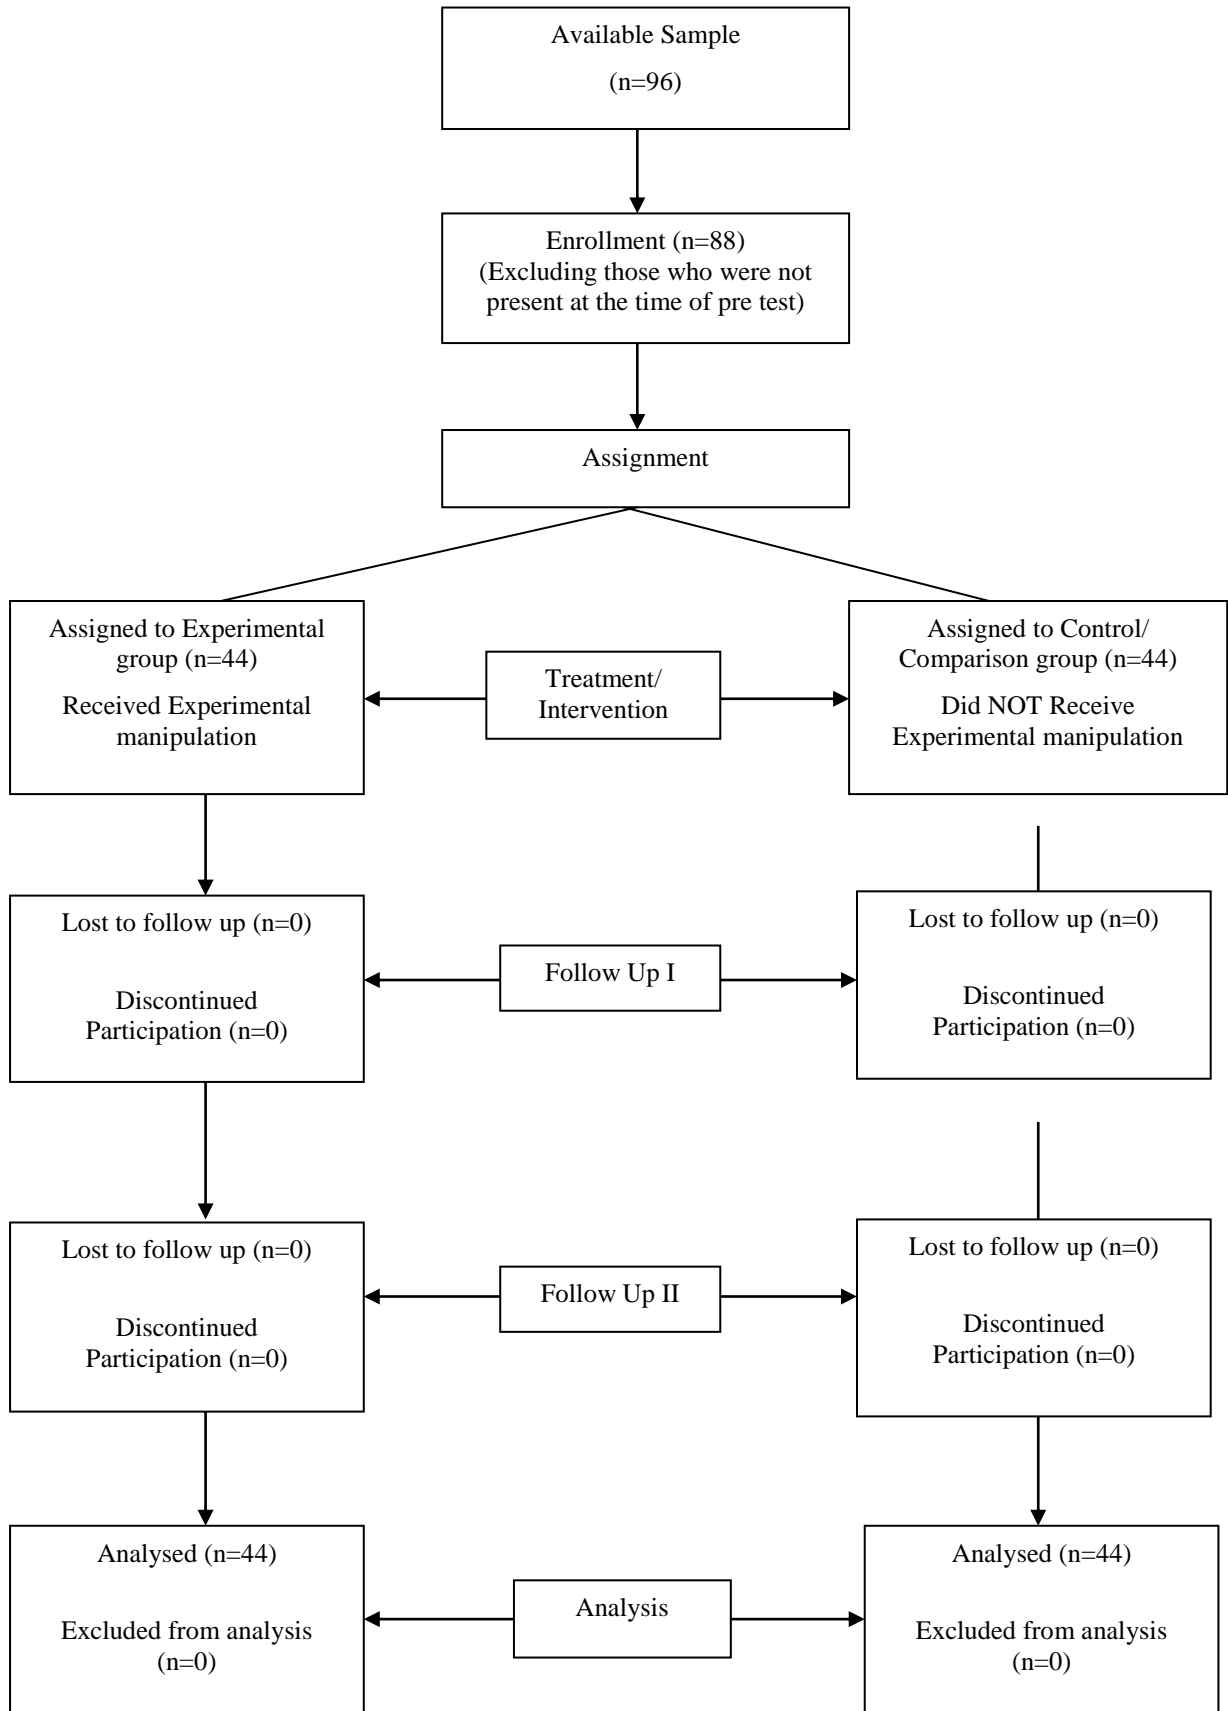 Available Sample
(n=96)
Enrollment (n=88)
(Excluding those who were not
present at the time of pre test)
Assignment
Assigned to Experimental
group (n=44)
Received Experimental
manipulation
Treatment/
Intervention
Assigned to Control/
Comparison group (n=44)
Did NOT Receive
Experimental manipulation
Lost to follow up (n=0)
Discontinued
Participation (n=0)
Follow Up I
Lost to follow up (n=0)
Discontinued
Participation (n=0)
Lost to follow up (n=0)
Discontinued
Participation (n=0)
Follow Up II
Lost to follow up (n=0)
Discontinued
Participation (n=0)
Analysed (n=44)
Excluded from analysis
(n=0)
Analysis
Analysed (n=44)
Excluded from analysis
(n=0)